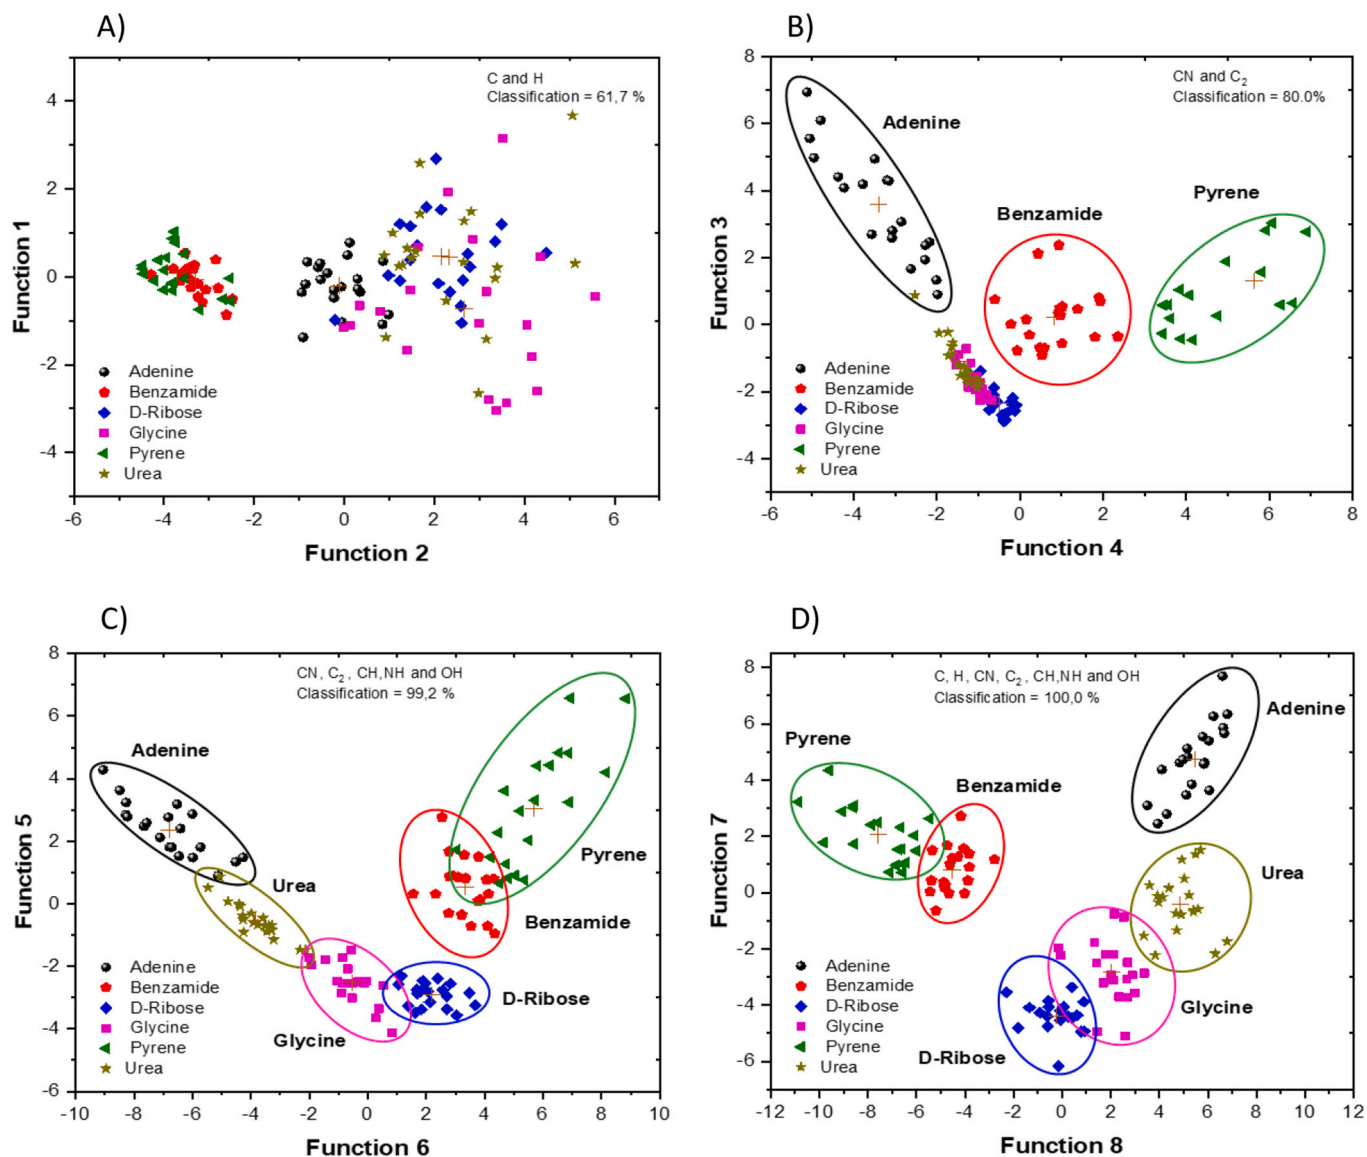 A)
C and H
Classification = 61,7 %
4
2
0
-2
-4
Function 1
Adenine
Benzamide
D-Ribose
Glycine
Pyrene
Urea
-6
-4
-2
0
2
4
6
Function 2
B)
CN and C2
Classification = 80.0%
8
6
4
2
0
-2
-4
Function 3
Adenine
Benzamide
Pyrene
Adenine
Benzamide
D-Ribose
Glycine
Pyrene
Urea
-6
-4
-2
0
2
4
6
8
Function 4
C)
CN, C2 , CH,NH and OH
Classification = 99,2 %
8
6
4
2
0
-2
-4
-6
Function 5
Adenine
Urea
Pyrene
Benzamide
D-Ribose
Glycine
Adenine
Benzamide
D-Ribose
Glycine
Pyrene
Urea
-10
-8
-6
-4
-2
0
2
4
6
8
10
Function 6
D)
C, H, CN, C2 , CH,NH and OH
Classification = 100,0 %
8
6
4
2
0
-2
-4
-6
Function 7
Adenine
Pyrene
Benzamide
Urea
Glycine
D-Ribose
Adenine
Benzamide
D-Ribose
Glycine
Pyrene
Urea
-12
-10
-8
-6
-4
-2
0
2
4
6
8
10
12
Function 8